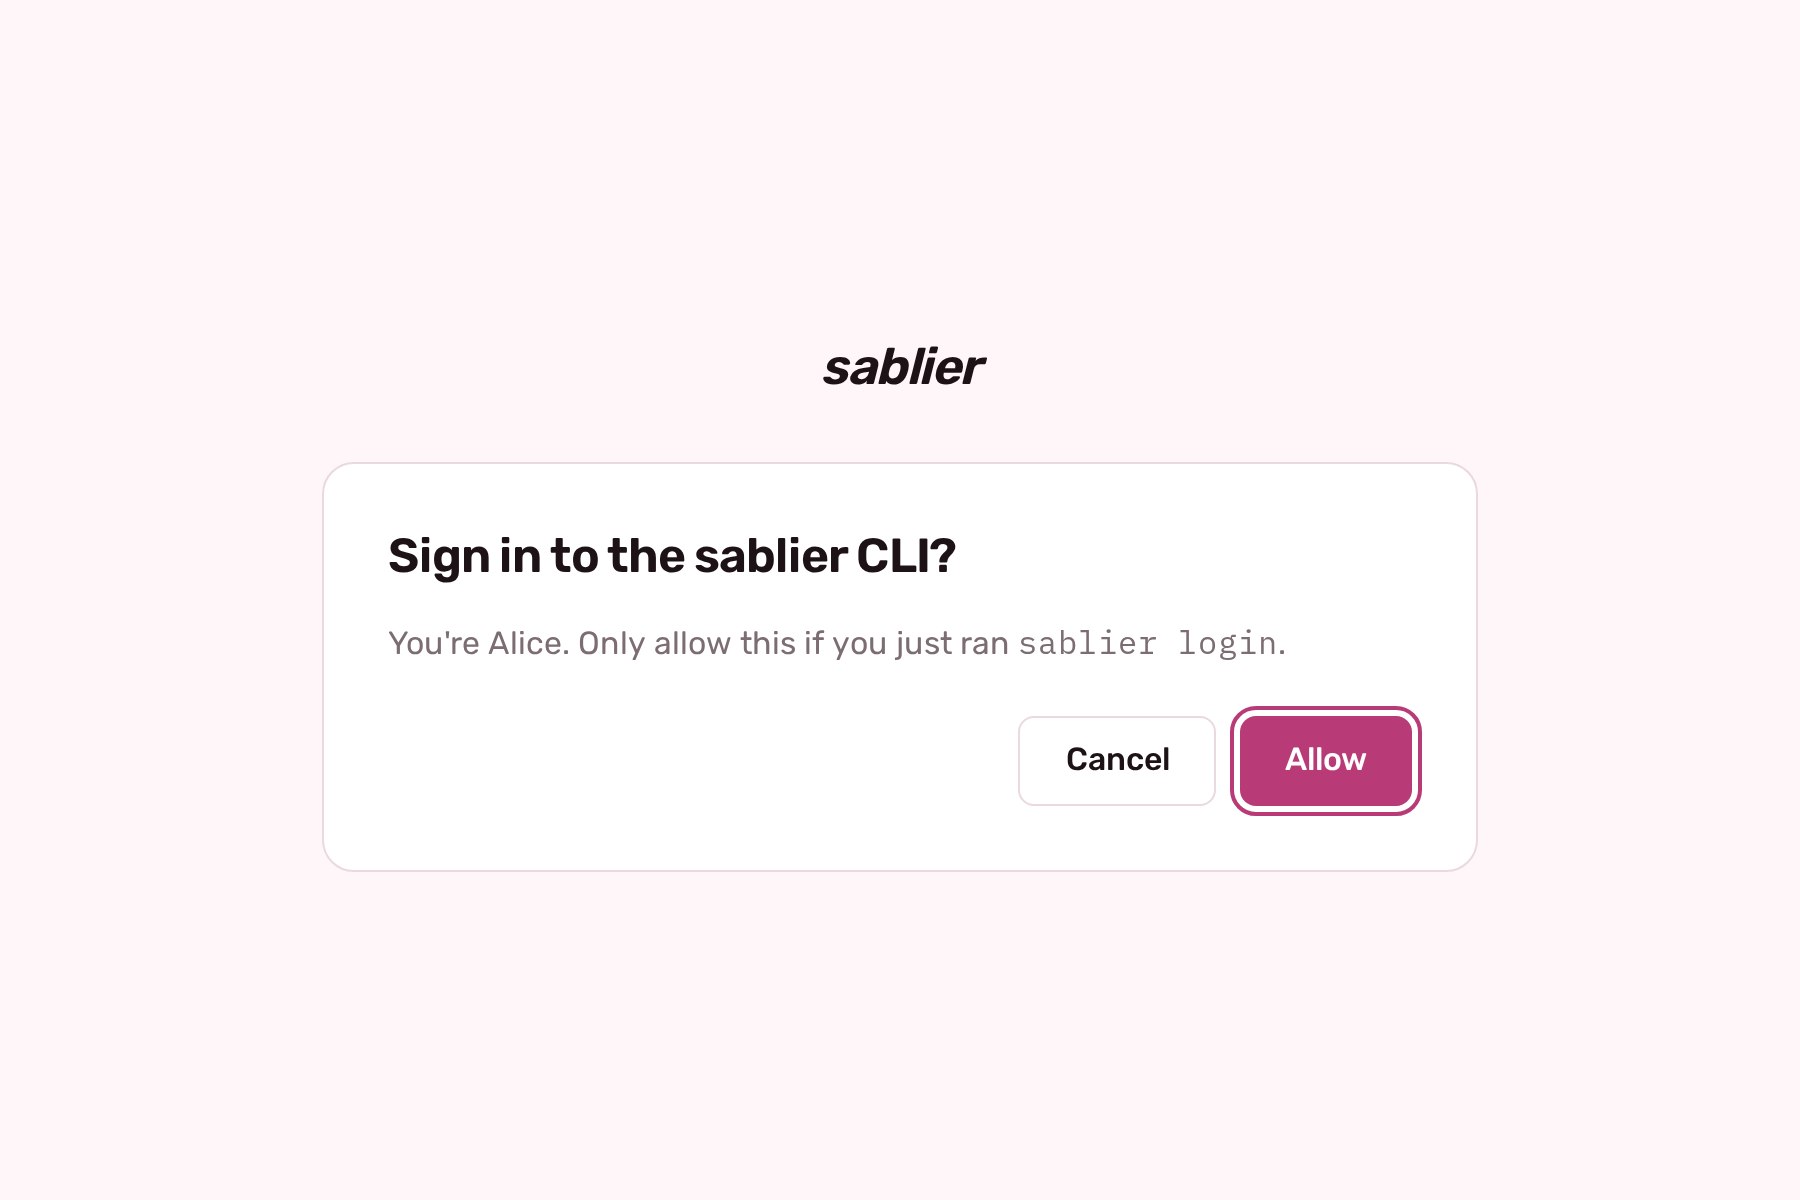 sablier
Sign in to the sablier CLI?
You're Alice. Only allow this if you just ran sablier login.
Cancel
Allow